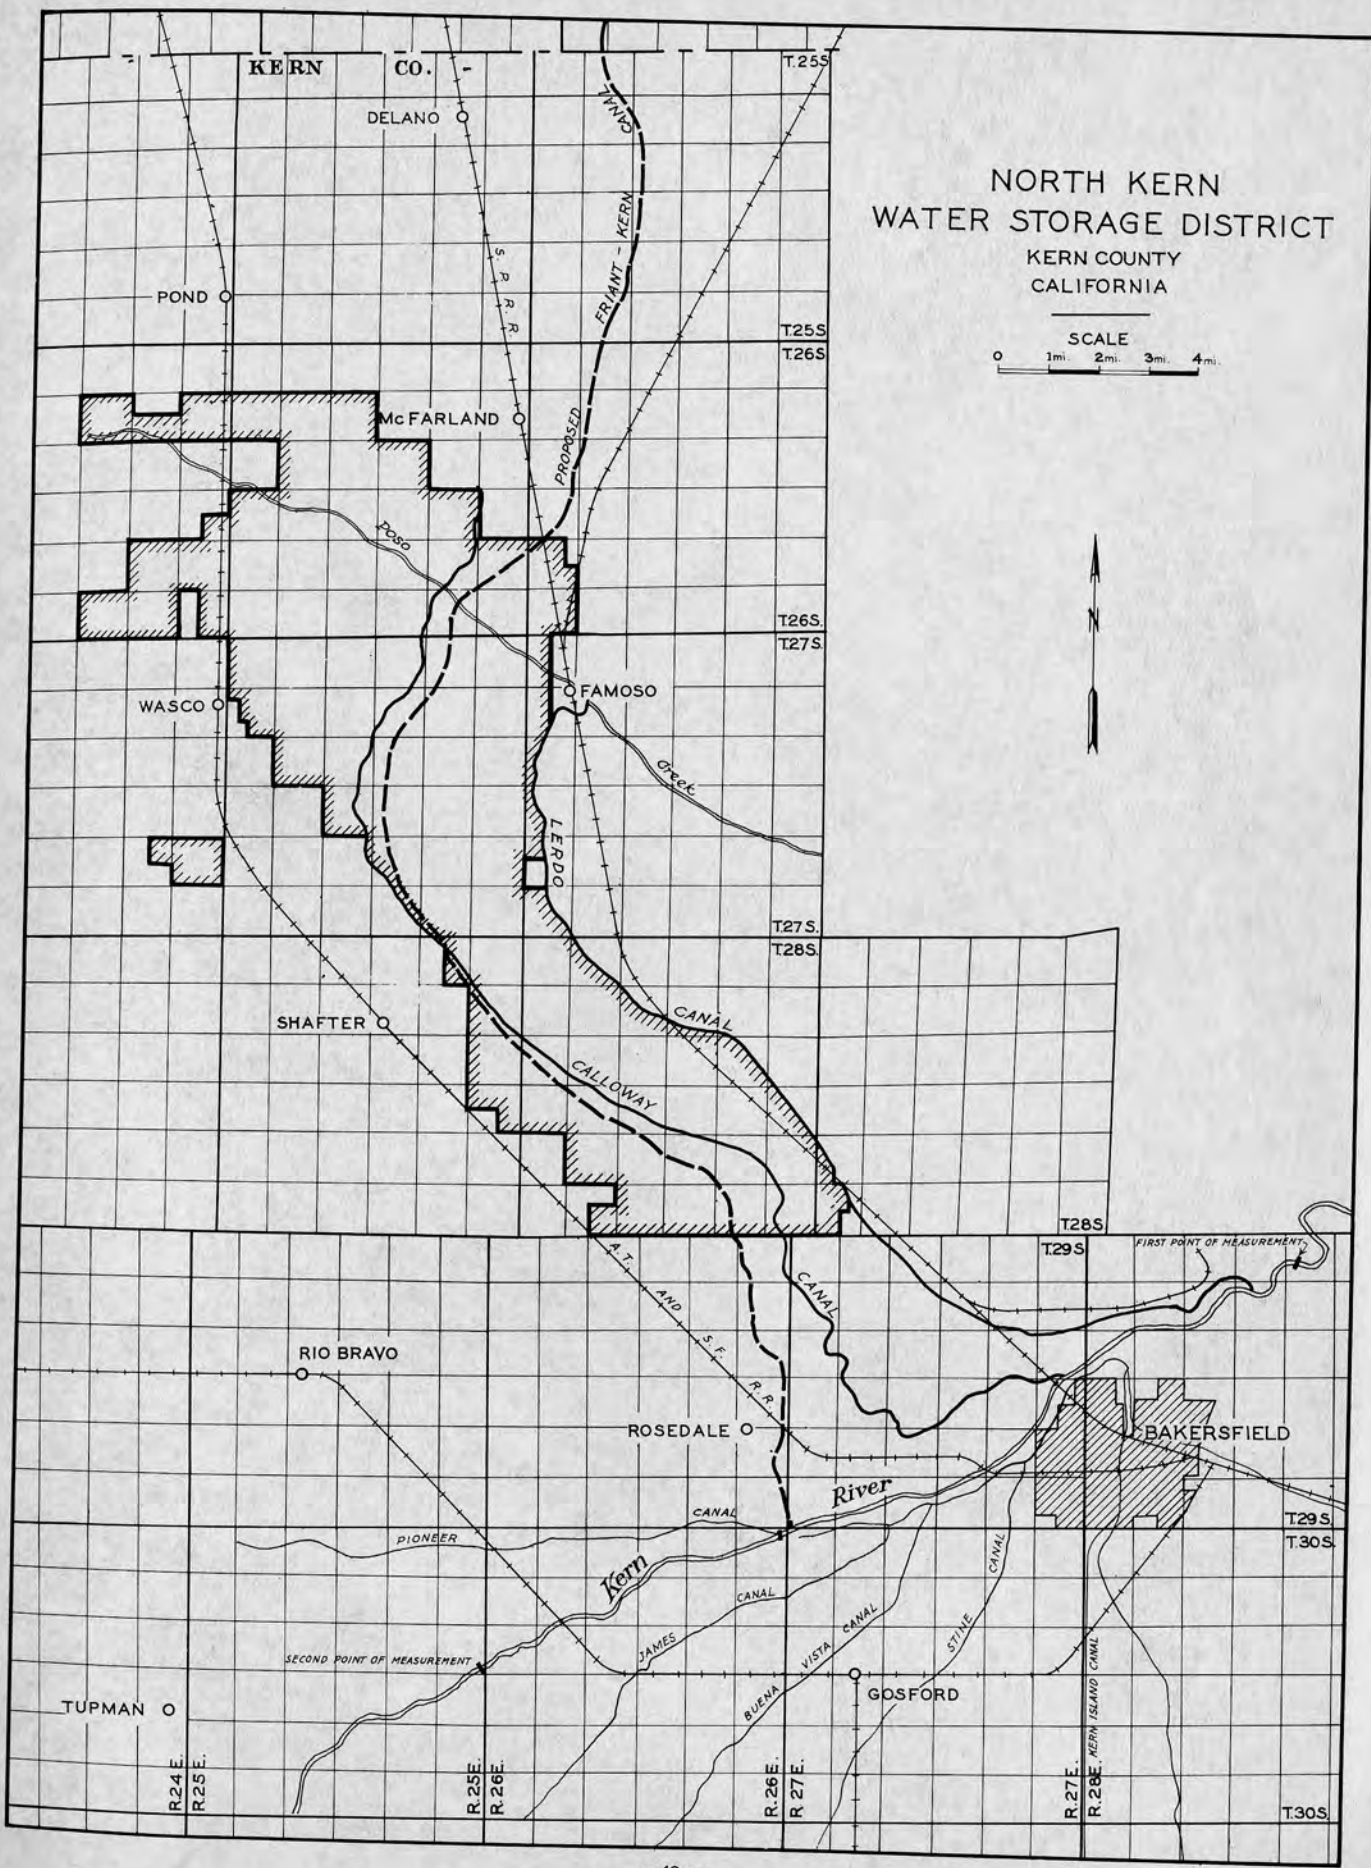 KERN CO.
T.25S
DELANO
CANAL
NORTH KERN
WATER STORAGE DISTRICT
KERN COUNTY
CALIFORNIA
SCALE
0 1mi. 2mi. 3mi. 4mi.
FRIANT - KERN
S. P. R. R.
POND
T.25S
T.26S
McFARLAND
PROPOSED
POSO
N
T.26S.
T.27S.
FAMOSO
WASCO
Creek
LERDO
T.27S.
T.28S.
CANAL
SHAFTER
CALLOWAY
T.28S.
T.29S
FIRST POINT OF MEASUREMENT
A.T. AND S.F. R.R.
CANAL
RIO BRAVO
ROSEDALE
BAKERSFIELD
River
CANAL
PIONEER
T.29S.
T.30S.
Kern
CANAL
CANAL
JAMES
CANAL
STINE
VISTA
BUENA
SECOND POINT OF MEASUREMENT
GOSFORD
KERN ISLAND CANAL
TUPMAN
R.24E.
R.25E.
R.25E.
R.26E.
R.26E.
R.27E.
R.27E.
R.28E.
T.30S.